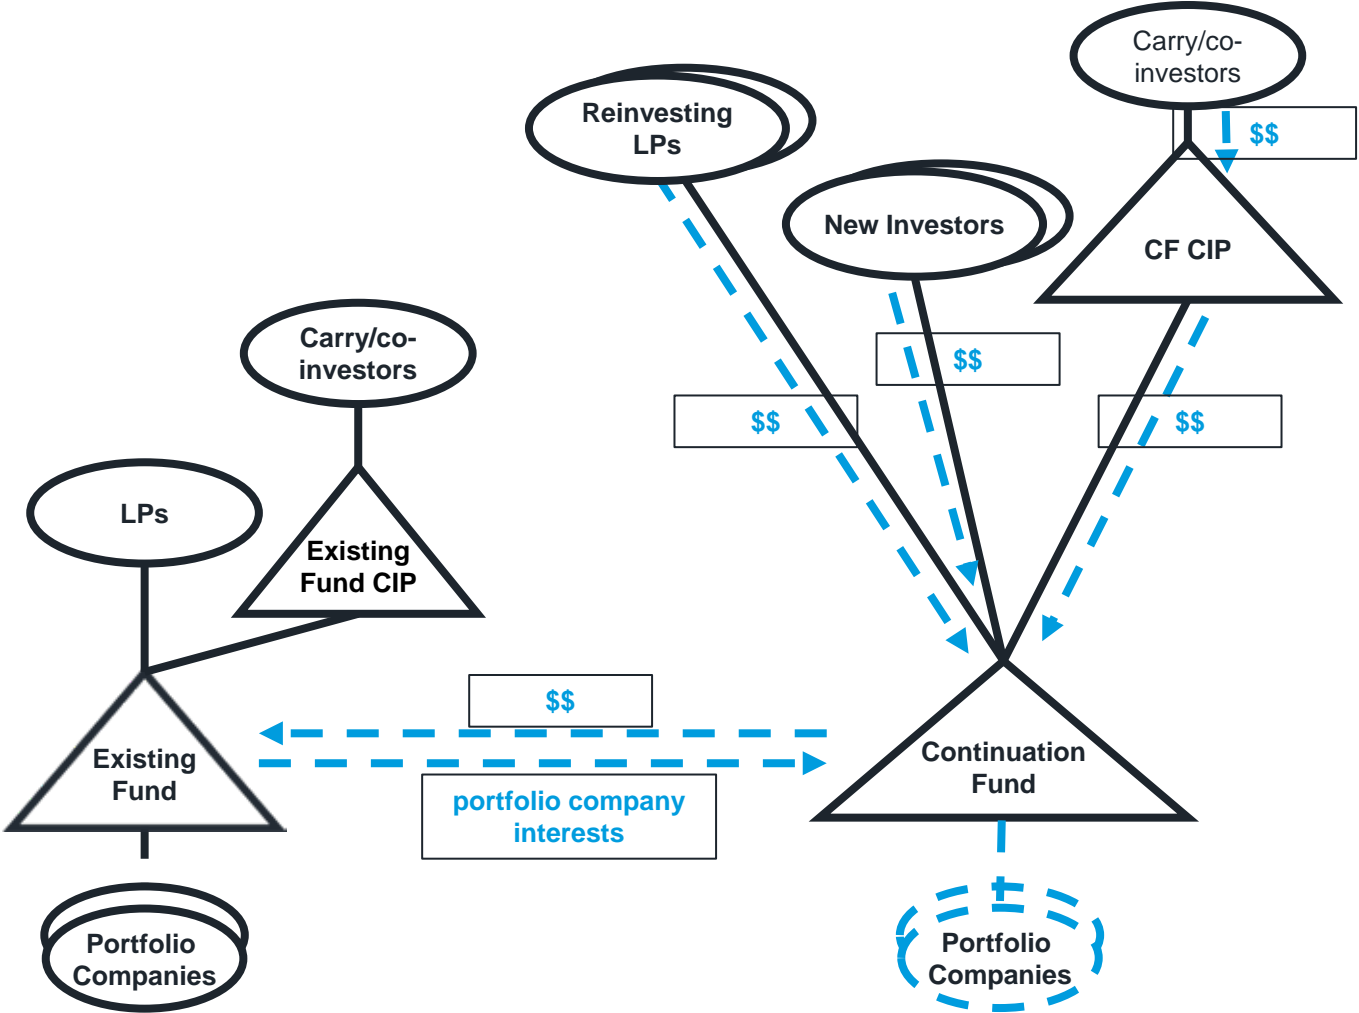 Carry/co-
investors
$$
Reinvesting
LPs
New Investors
CF CIP
$$
$$
$$
Carry/co-
investors
LPs
Existing
Fund CIP
$$
Existing
Fund
portfolio company
interests
Continuation
Fund
Portfolio
Companies
Portfolio
Companies